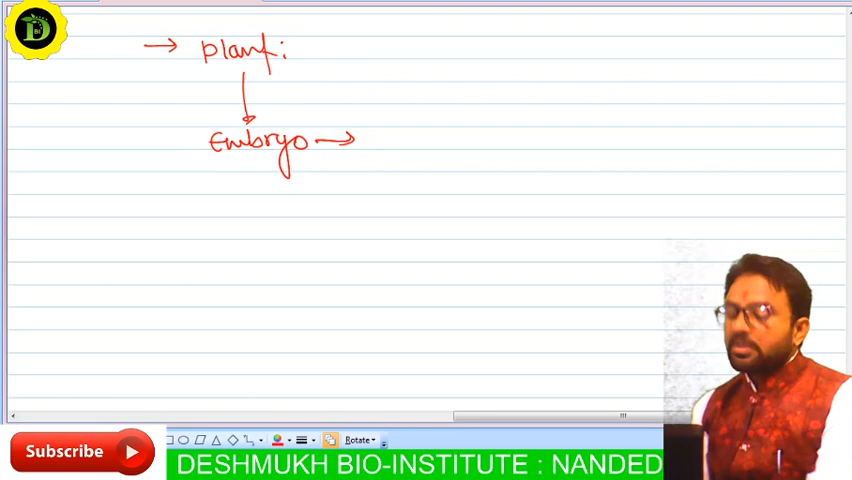 → Plant:
Embryo →
Rotate
Subscribe
DESHMUKH BIO-INSTITUTE : NANDED